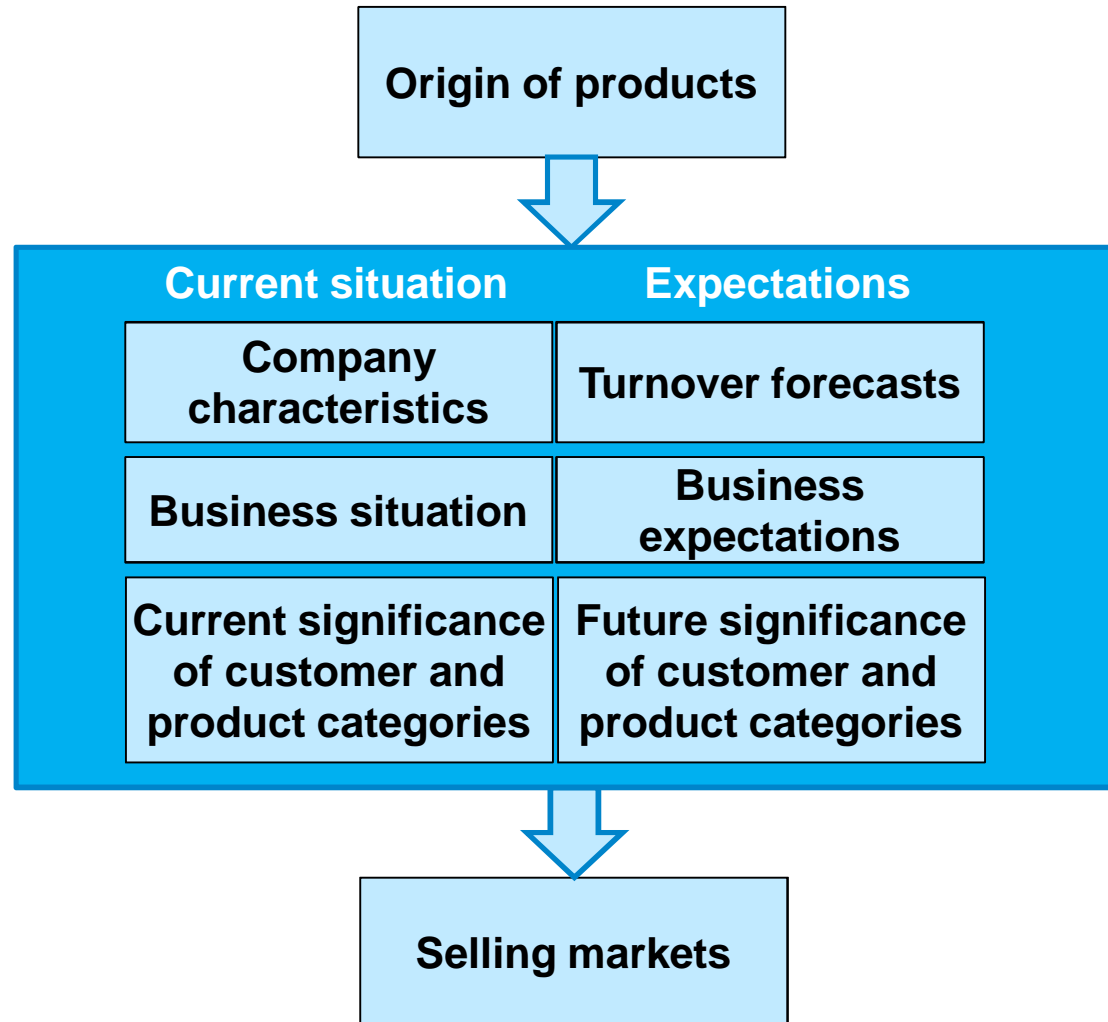 Origin of products
Current situation
Expectations
Company
characteristics
Turnover forecasts
Business situation
Business
expectations
Current significance
of customer and
product categories
Future significance
of customer and
product categories
Selling markets